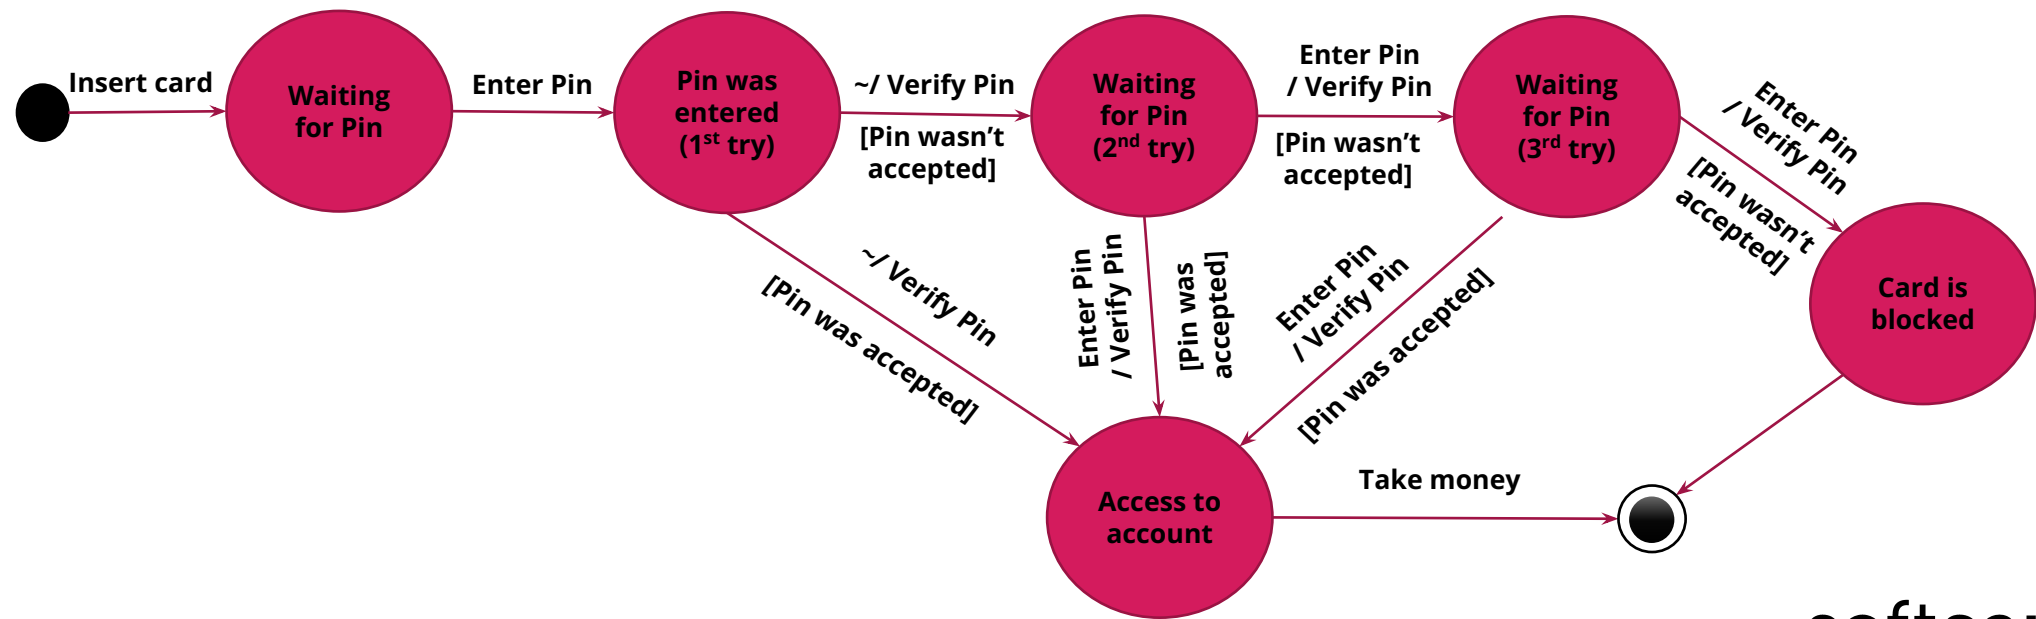 Insert card
Waiting
for Pin
Enter Pin
Pin was
entered
(1st try)
~/ Verify Pin
[Pin wasn't
accepted]
Waiting
for Pin
(2nd try)
Enter Pin
/ Verify Pin
[Pin wasn't
accepted]
Waiting
for Pin
(3rd try)
Enter Pin
/ Verify Pin
[Pin wasn't
accepted]
Card is
blocked
~/ Verify Pin
[Pin was accepted]
Enter Pin
/ Verify Pin
[Pin was
accepted]
Enter Pin
/ Verify Pin
[Pin was accepted]
Access to
account
Take money